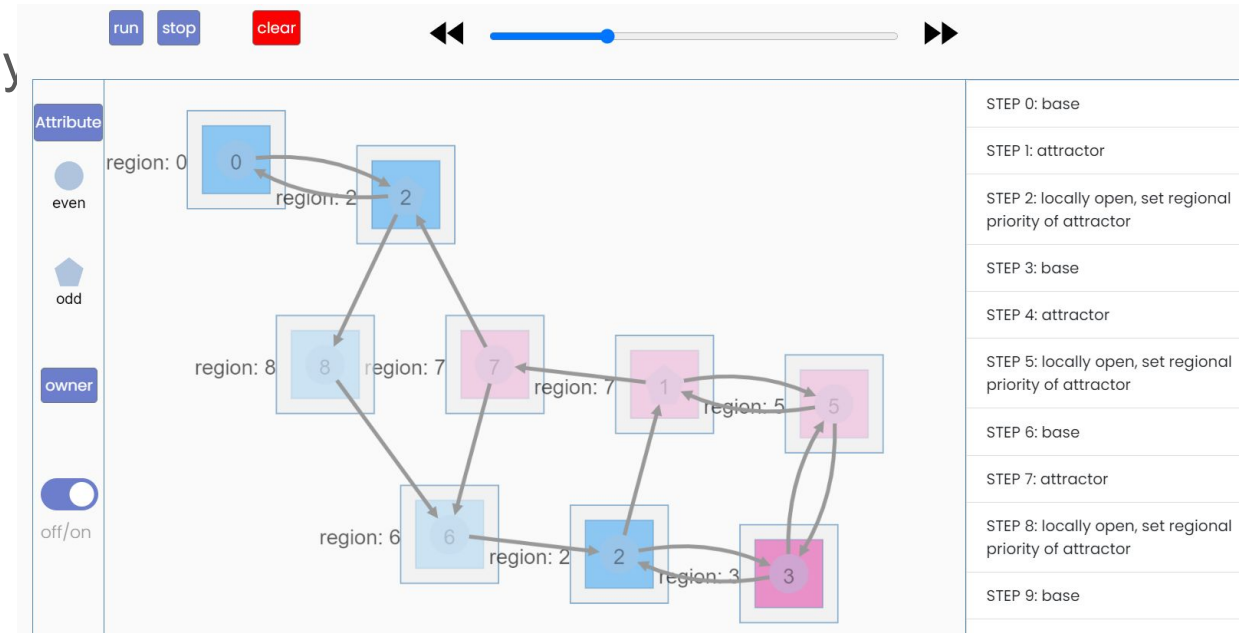 run stop clear
y
Attribute
even
odd
owner
off/on
region: 0
0
region: 2
2
region: 8
8
region: 7
7
region: 7
1
region: 5
5
region: 6
6
region: 2
2
region: 3
3
STEP 0: base
STEP 1: attractor
STEP 2: locally open, set regional
priority of attractor
STEP 3: base
STEP 4: attractor
STEP 5: locally open, set regional
priority of attractor
STEP 6: base
STEP 7: attractor
STEP 8: locally open, set regional
priority of attractor
STEP 9: base